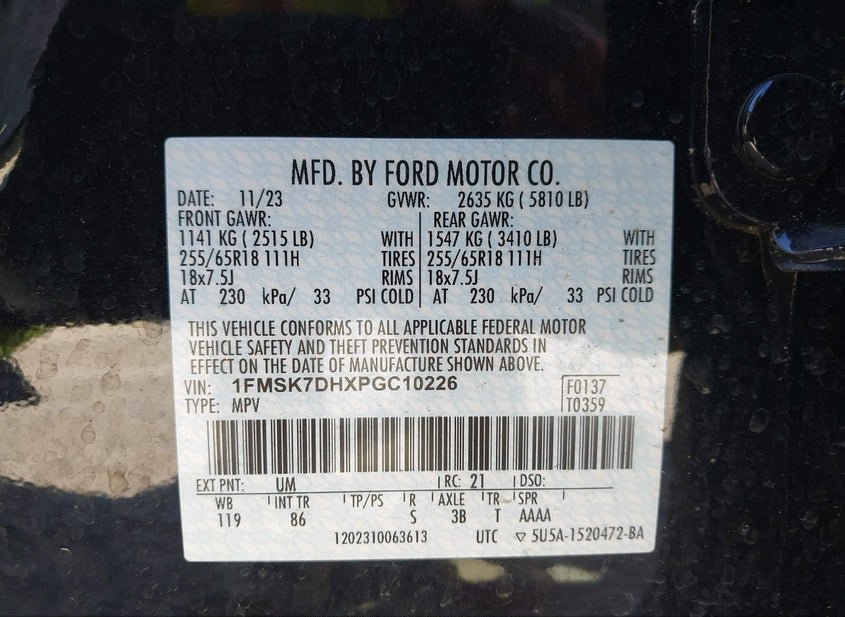 MFD. BY FORD MOTOR CO.
DATE: 11/23 GVWR: 2635 KG ( 5810 LB)
FRONT GAWR: REAR GAWR:
1141 KG ( 2515 LB) WITH 1547 KG ( 3410 LB) WITH
255/65R18 111H TIRES 255/65R18 111H TIRES
18x7.5J RIMS 18x7.5J RIMS
AT 230 kPa/ 33 PSI COLD AT 230 kPa/ 33 PSI COLD
THIS VEHICLE CONFORMS TO ALL APPLICABLE FEDERAL MOTOR
VEHICLE SAFETY AND THEFT PREVENTION STANDARDS IN
EFFECT ON THE DATE OF MANUFACTURE SHOWN ABOVE.
VIN: 1FMSK7DHXPGC10226 F0137
TYPE: MPV T0359
EXT PNT: UM RC: 21 DSO:
WB INT TR TP/PS R AXLE TR SPR
119 86 S 3B T AAAA
1202310063613 UTC ▽ 5U5A-1520472-BA